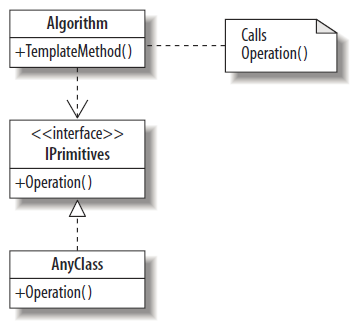 Algorithm
+TemplateMethod()
Calls
Operation()
<<interface>>
IPrimitives
+Operation()
AnyClass
+Operation()